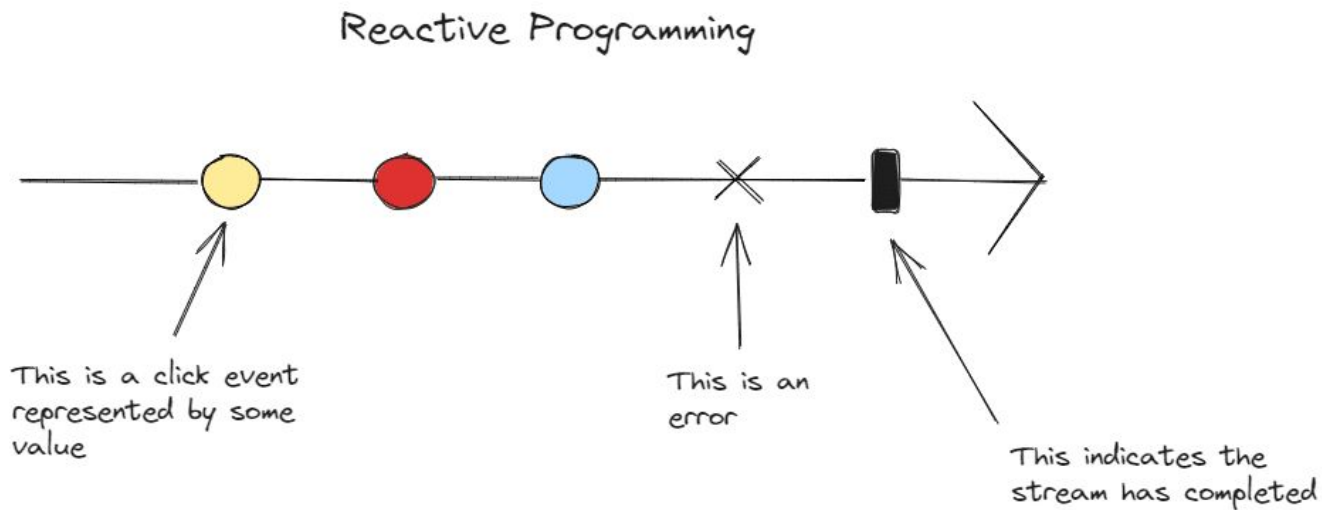 Reactive Programming
This is a click event
represented by some
value
This is an
error
This indicates the
stream has completed